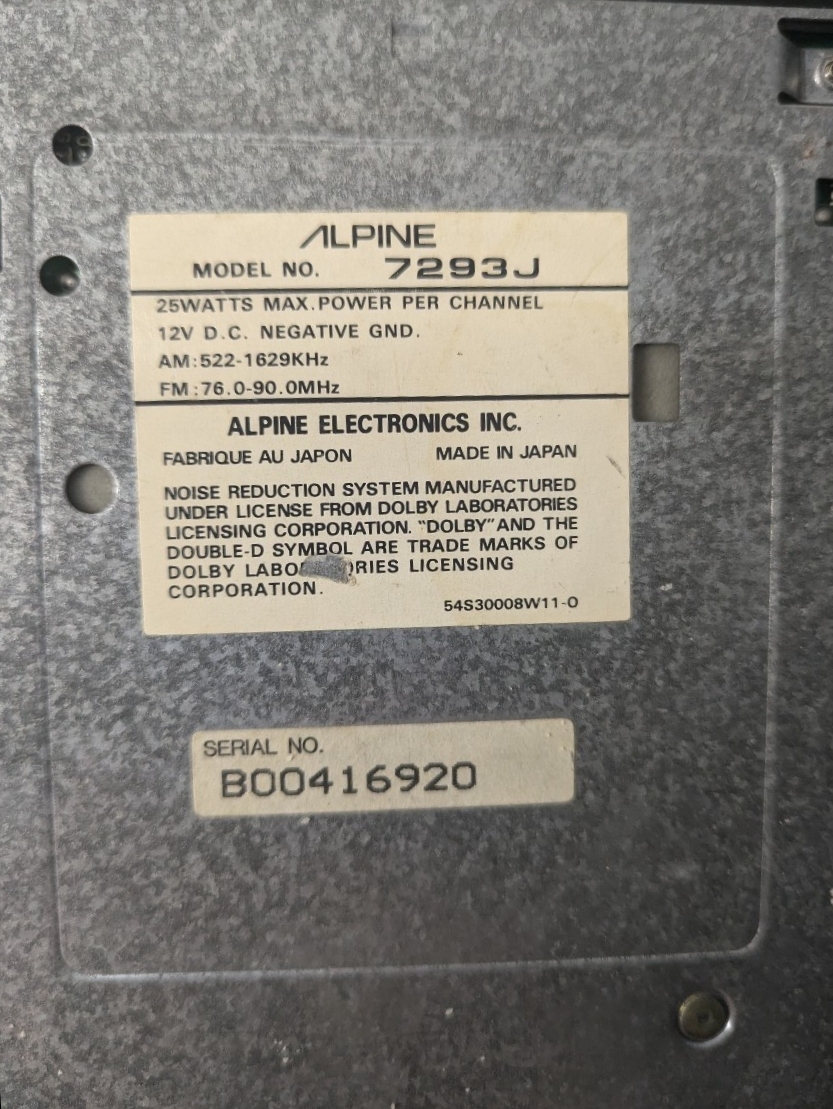 ALPINE
MODEL NO. 7293J
25WATTS MAX.POWER PER CHANNEL
12V D.C. NEGATIVE GND.
AM:522-1629KHz
FM:76.0-90.0MHz
ALPINE ELECTRONICS INC.
FABRIQUE AU JAPON MADE IN JAPAN
NOISE REDUCTION SYSTEM MANUFACTURED
UNDER LICENSE FROM DOLBY LABORATORIES
LICENSING CORPORATION. "DOLBY" AND THE
DOUBLE-D SYMBOL ARE TRADE MARKS OF
DOLBY LICENSING
CORPORATION.
54S30008W11-O
SERIAL NO.
B00416920